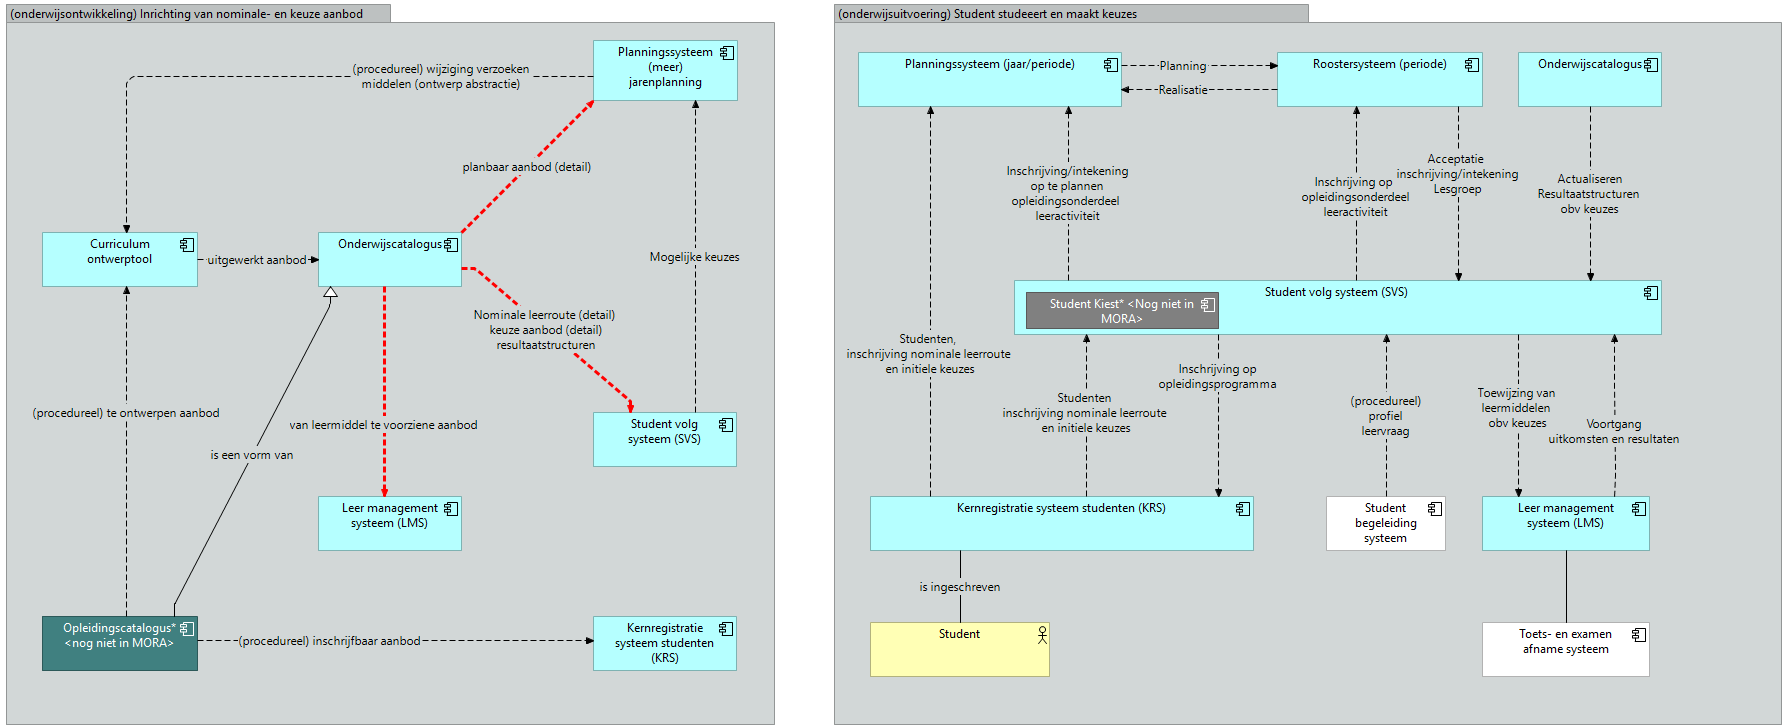 (onderwijsontwikkeling) Inrichting van nominale- en keuze aanbod
Planningssysteem
(meer)
jarenplanning
(procedureel) wijziging verzoeken
middelen (ontwerp abstractie)
planbaar aanbod (detail)
Curriculum
ontwerptool
uitgewerkt aanbod
Onderwijscatalogus
Mogelijke keuzes
Nominale leerroute (detail)
keuze aanbod (detail)
resultaatstructuren
(procedureel) te ontwerpen aanbod
van leermiddel te voorziene aanbod
Student volg
systeem (SVS)
is een vorm van
Leer management
systeem (LMS)
Opleidingscatalogus*
<nog niet in MORA>
(procedureel) inschrijfbaar aanbod
Kernregistratie
systeem studenten
(KRS)
(onderwijsuitvoering) Student studeeert en maakt keuzes
Planningssysteem (jaar/periode)
Planning
Realisatie
Roostersysteem (periode)
Onderwijscatalogus
Inschrijving/intekening
op te plannen
opleidingsonderdeel
leeractiviteit
Inschrijving op
opleidingsonderdeel
leeractiviteit
Acceptatie
inschrijving/intekening
Lesgroep
Actualiseren
Resultaatstructuren
obv keuzes
Student volg systeem (SVS)
Student Kiest* <Nog niet in
MORA>
Studenten,
inschrijving nominale leerroute
en initiele keuzes
Studenten
inschrijving nominale leerroute
en initiele keuzes
Inschrijving op
opleidingsprogramma
(procedureel)
profiel
leervraag
Toewijzing van
leermiddelen
obv keuzes
Voortgang
uitkomsten en resultaten
Kernregistratie systeem studenten (KRS)
Student
begeleiding
systeem
Leer management
systeem (LMS)
is ingeschreven
Student
Toets- en examen
afname systeem